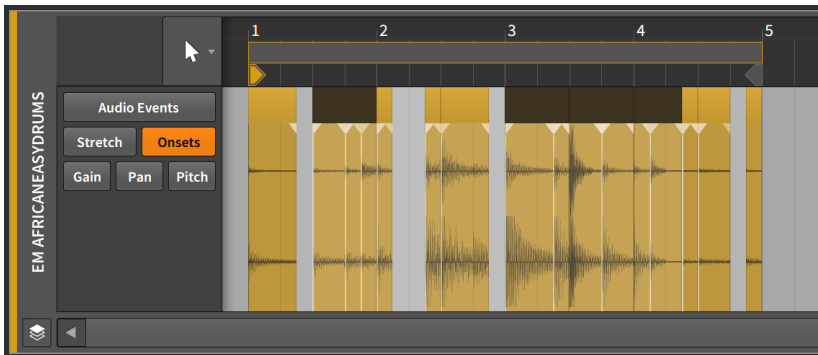 1 2 3 4 5
EM AFRICANEASYDRUMS
Audio Events
Stretch Onsets
Gain Pan Pitch